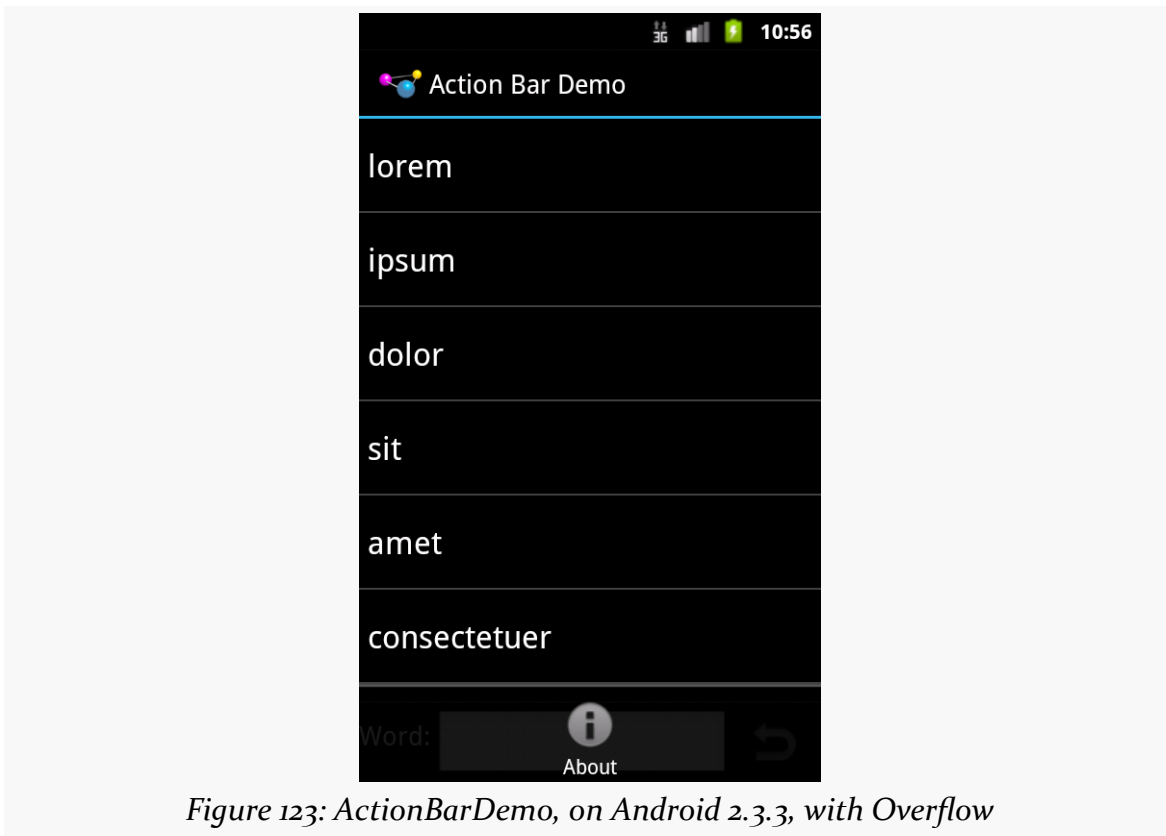 3G 10:56
Action Bar Demo
lorem
ipsum
dolor
sit
amet
consectetuer
Word:
About
Figure 123: ActionBarDemo, on Android 2.3.3, with Overflow